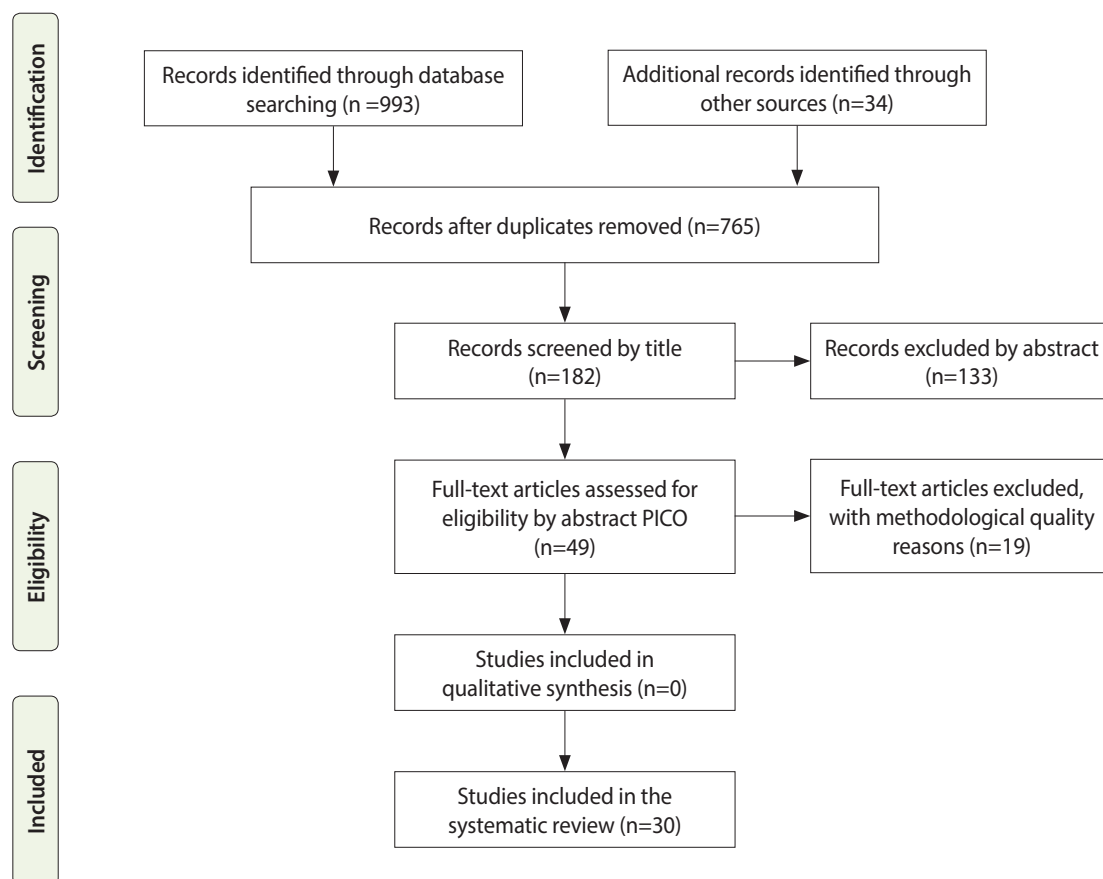 Identification
Records identified through database
searching (n =993)
Additional records identified through
other sources (n=34)
Records after duplicates removed (n=765)
Screening
Records screened by title
(n=182)
Records excluded by abstract
(n=133)
Eligibility
Full-text articles assessed for
eligibility by abstract PICO
(n=49)
Full-text articles excluded,
with methodological quality
reasons (n=19)
Studies included in
qualitative synthesis (n=0)
Included
Studies included in the
systematic review (n=30)